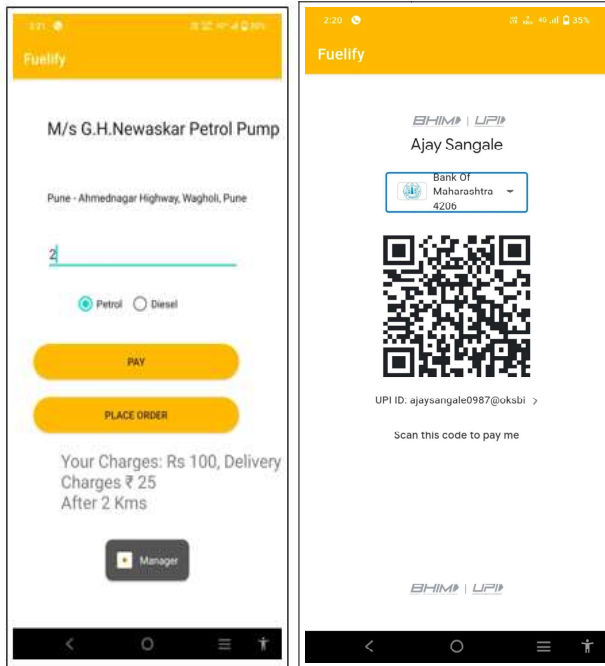 Fuelify
M/s G.H.Newaskar Petrol Pump
Pune - Ahmednagar Highway, Wagholi, Pune
2
Petrol
Diesel
PAY
PLACE ORDER
Your Charges: Rs 100, Delivery
Charges ₹ 25
After 2 Kms
Manager
2:20
4G
35%
Fuelify
BHIM | UPI
Ajay Sangale
Bank Of
Maharashtra
4206
UPI ID: ajaysangale0987@oksbi
Scan this code to pay me
BHIM | UPI